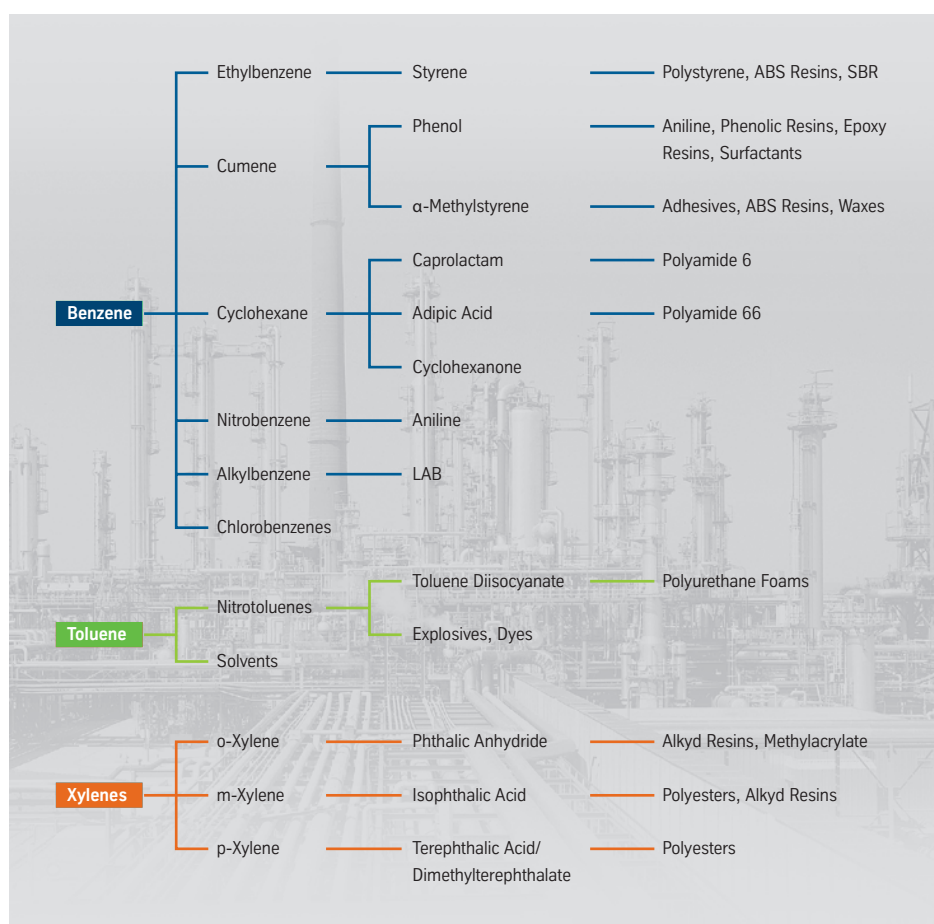 Ethylbenzene Styrene Polystyrene, ABS Resins, SBR
Phenol Aniline, Phenolic Resins, Epoxy
Resins, Surfactants
Cumene
α-Methylstyrene Adhesives, ABS Resins, Waxes
Caprolactam Polyamide 6
Benzene Cyclohexane Adipic Acid Polyamide 66
Cyclohexanone
Nitrobenzene Aniline
Alkylbenzene LAB
Chlorobenzenes
Toluene Diisocyanate Polyurethane Foams
Nitrotoluenes
Toluene Explosives, Dyes
Solvents
o-Xylene Phthalic Anhydride Alkyd Resins, Methylacrylate
Xylenes m-Xylene Isophthalic Acid Polyesters, Alkyd Resins
p-Xylene Terephthalic Acid/ Polyesters
Dimethylterephthalate